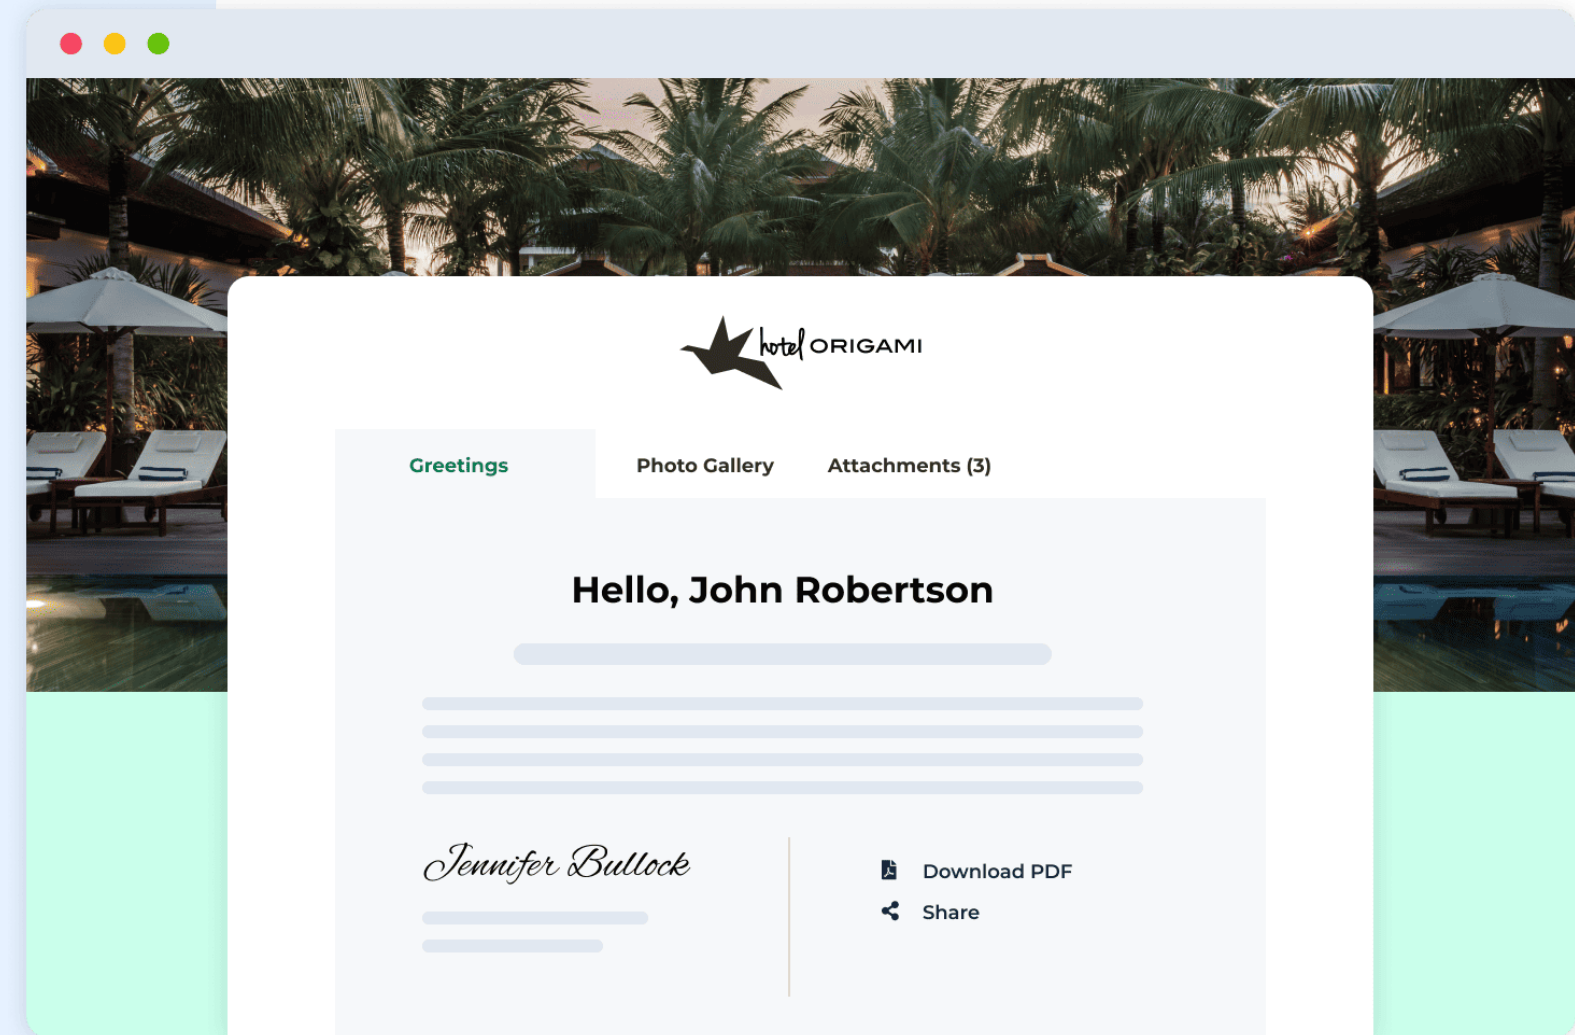 hotel ORIGAMI
Greetings Photo Gallery Attachments (3)
Hello, John Robertson
Jennifer Bullock
Download PDF
Share